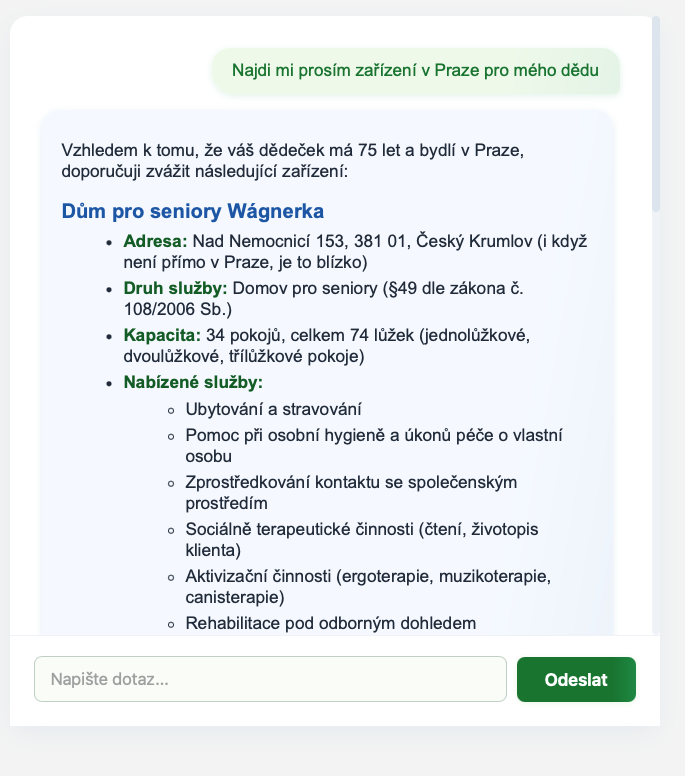 Najdi mi prosím zařízení v Praze pro mého dědu
Vzhledem k tomu, že váš dědeček má 75 let a bydlí v Praze,
doporučuji zvážit následující zařízení:
Dům pro seniory Wágnerka
• Adresa: Nad Nemocnicí 153, 381 01, Český Krumlov (i když
není přímo v Praze, je to blízko)
• Druh služby: Domov pro seniory (§49 dle zákona č.
108/2006 Sb.)
• Kapacita: 34 pokojů, celkem 74 lůžek (jednolůžkové,
dvoulůžkové, třílůžkové pokoje)
• Nabízené služby:
◦ Ubytování a stravování
◦ Pomoc při osobní hygieně a úkonů péče o vlastní
osobu
◦ Zprostředkování kontaktu se společenským
prostředím
◦ Sociálně terapeutické činnosti (čtení, životopis
klienta)
◦ Aktivizační činnosti (ergoterapie, muzikoterapie,
canisterapie)
◦ Rehabilitace pod odborným dohledem
Napište dotaz...
Odeslat